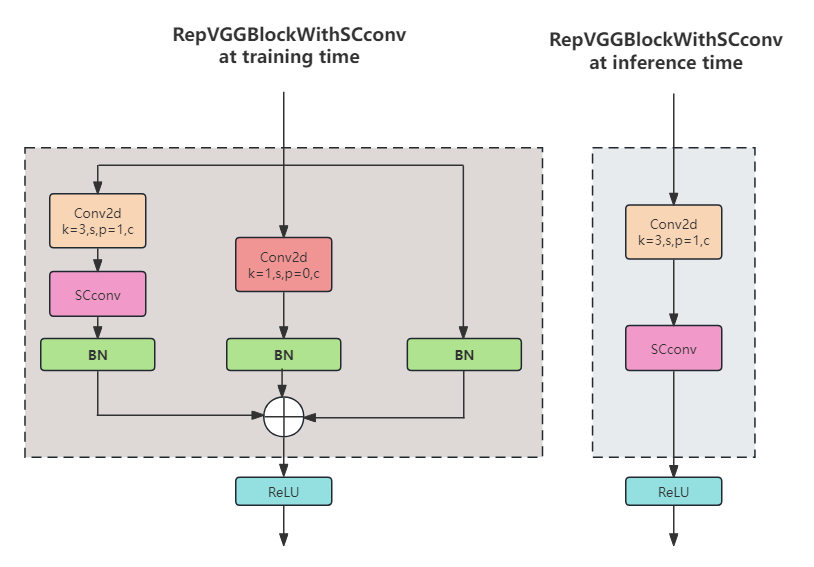 RepVGGBlockWithSCconv
at training time
RepVGGBlockWithSCconv
at inference time
Conv2d
k=3,s,p=1,c
SCconv
BN
Conv2d
k=1,s,p=0,c
BN
BN
ReLU
Conv2d
k=3,s,p=1,c
SCconv
ReLU